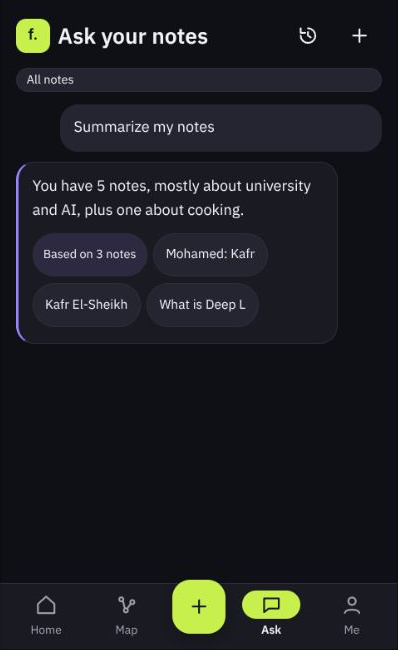 f. Ask your notes
All notes
Summarize my notes
You have 5 notes, mostly about university
and AI, plus one about cooking.
Based on 3 notes Mohamed: Kafr
Kafr El-Sheikh What is Deep L
Home Map Ask Me